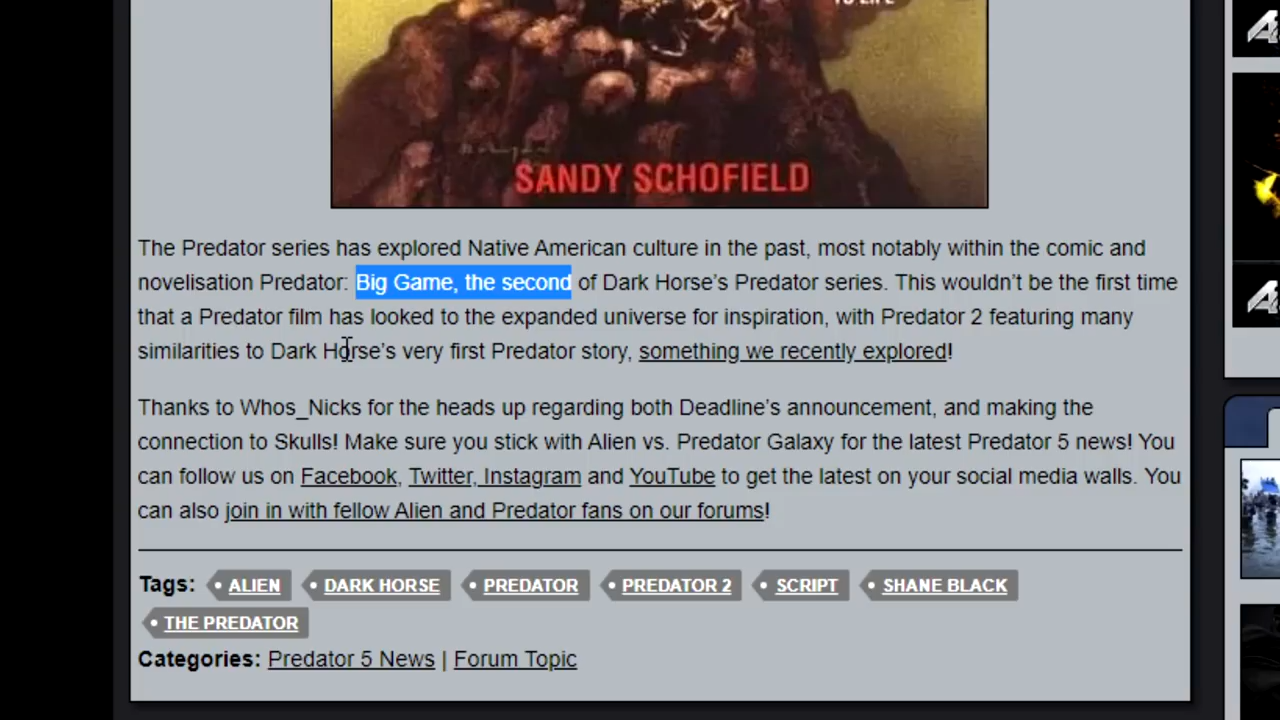 TO LIFE
SANDY SCHOFIELD
The Predator series has explored Native American culture in the past, most notably within the comic and
novelisation Predator: Big Game, the second of Dark Horse’s Predator series. This wouldn’t be the first time
that a Predator film has looked to the expanded universe for inspiration, with Predator 2 featuring many
similarities to Dark Horse’s very first Predator story, something we recently explored!
Thanks to Whos_Nicks for the heads up regarding both Deadline’s announcement, and making the
connection to Skulls! Make sure you stick with Alien vs. Predator Galaxy for the latest Predator 5 news! You
can follow us on Facebook, Twitter, Instagram and YouTube to get the latest on your social media walls. You
can also join in with fellow Alien and Predator fans on our forums!
Tags: ALIEN DARK HORSE PREDATOR PREDATOR 2 SCRIPT SHANE BLACK
THE PREDATOR
Categories: Predator 5 News | Forum Topic